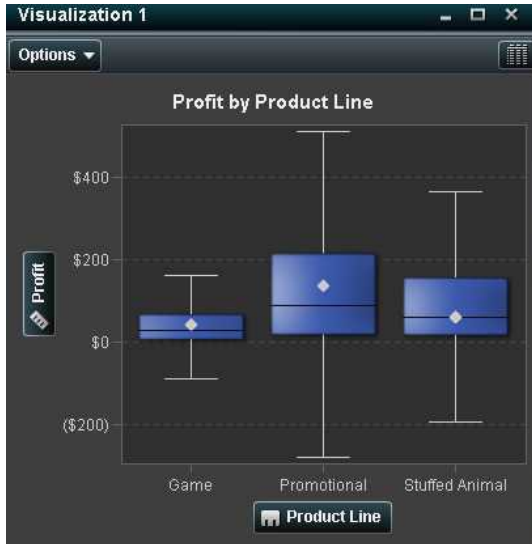 Visualization 1
Options
Profit by Product Line
$400
$200
$0
($200)
Profit
Game Promotional Stuffed Animal
Product Line